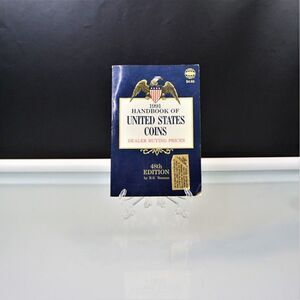 1991
HANDBOOK OF
UNITED STATES
COINS
DEALER BUYING PRICES
48th
EDITION
by R.S. Yeoman